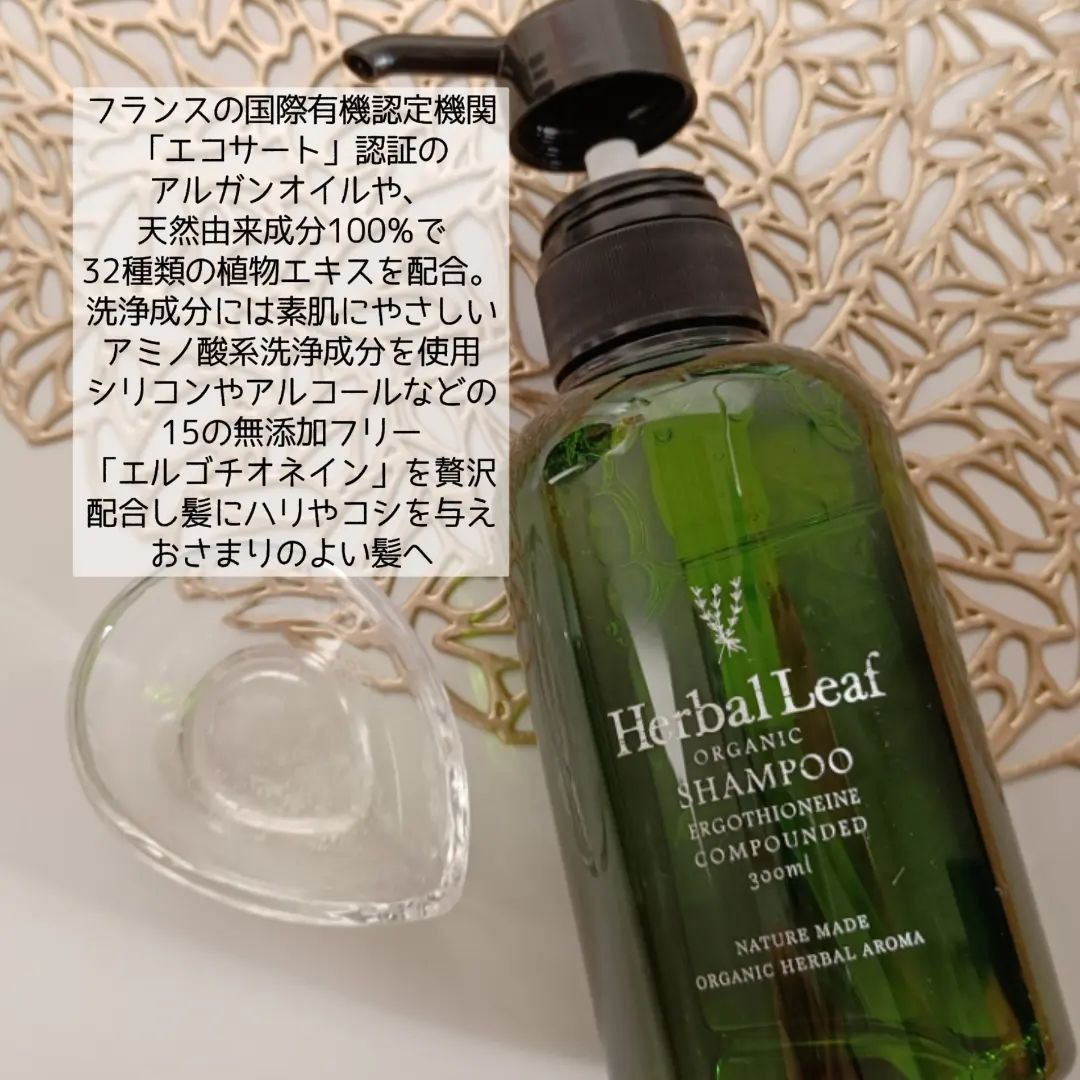 フランスの国際有機認定機関
「エコサート」認証の
アルガンオイルや、
天然由来成分100%で
32種類の植物エキスを配合。
洗浄成分には素肌にやさしい
アミノ酸系洗浄成分を使用
シリコンやアルコールなどの
15の無添加フリー
「エルゴチオネイン」を贅沢
配合し髪にハリやコシを与え
おさまりのよい髪へ
Herbal Leaf
ORGANIC
SHAMPOO
ERGOTHIONEINE
COMPOUNDED
300ml
NATURE MADE
ORGANIC HERBAL AROMA